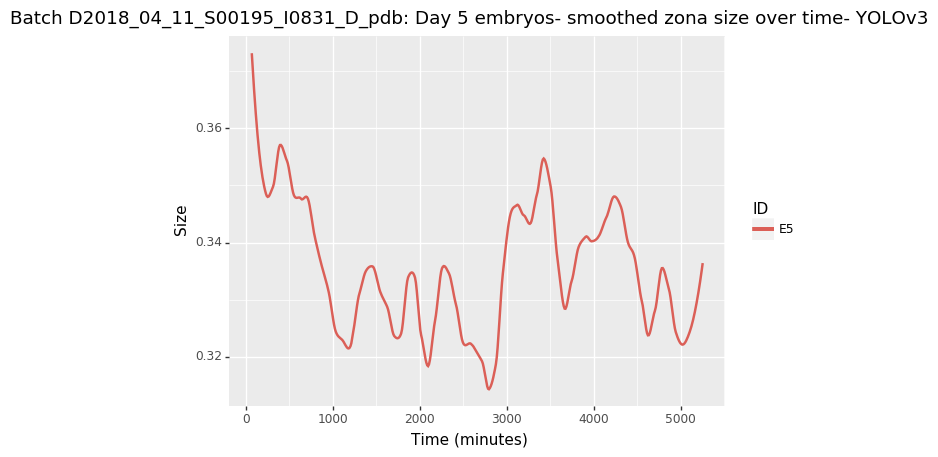 Batch D2018_04_11_S00195_I0831_D_pdb: Day 5 embryos- smoothed zona size over time- YOLOv3
0.36
0.34
0.32
Size
0
1000
2000
3000
4000
5000
Time (minutes)
ID
E5